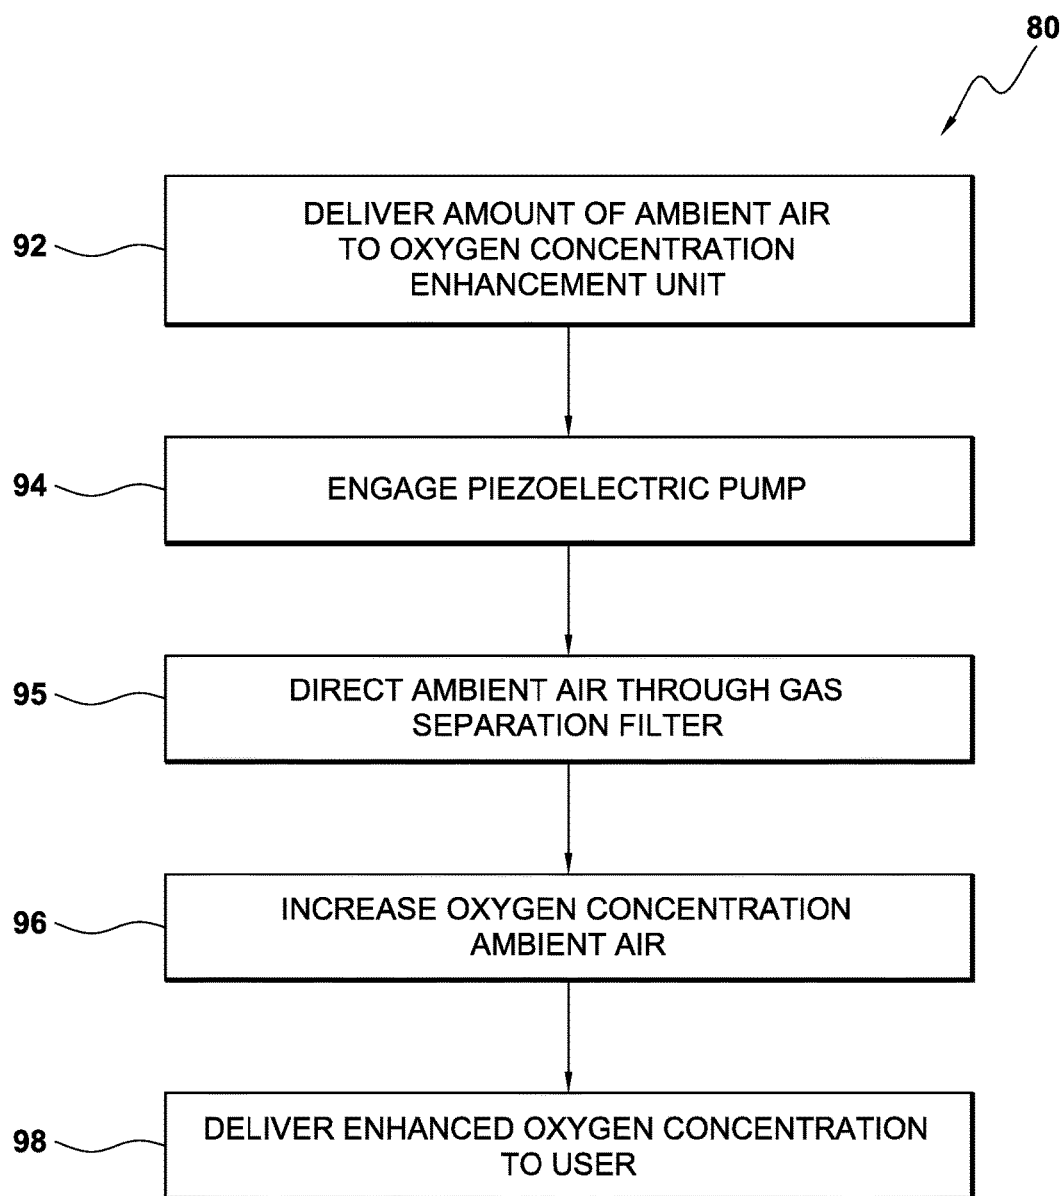 80
92
DELIVER AMOUNT OF AMBIENT AIR
TO OXYGEN CONCENTRATION
ENHANCEMENT UNIT
94
ENGAGE PIEZOELECTRIC PUMP
95
DIRECT AMBIENT AIR THROUGH GAS
SEPARATION FILTER
96
INCREASE OXYGEN CONCENTRATION
AMBIENT AIR
98
DELIVER ENHANCED OXYGEN CONCENTRATION
TO USER